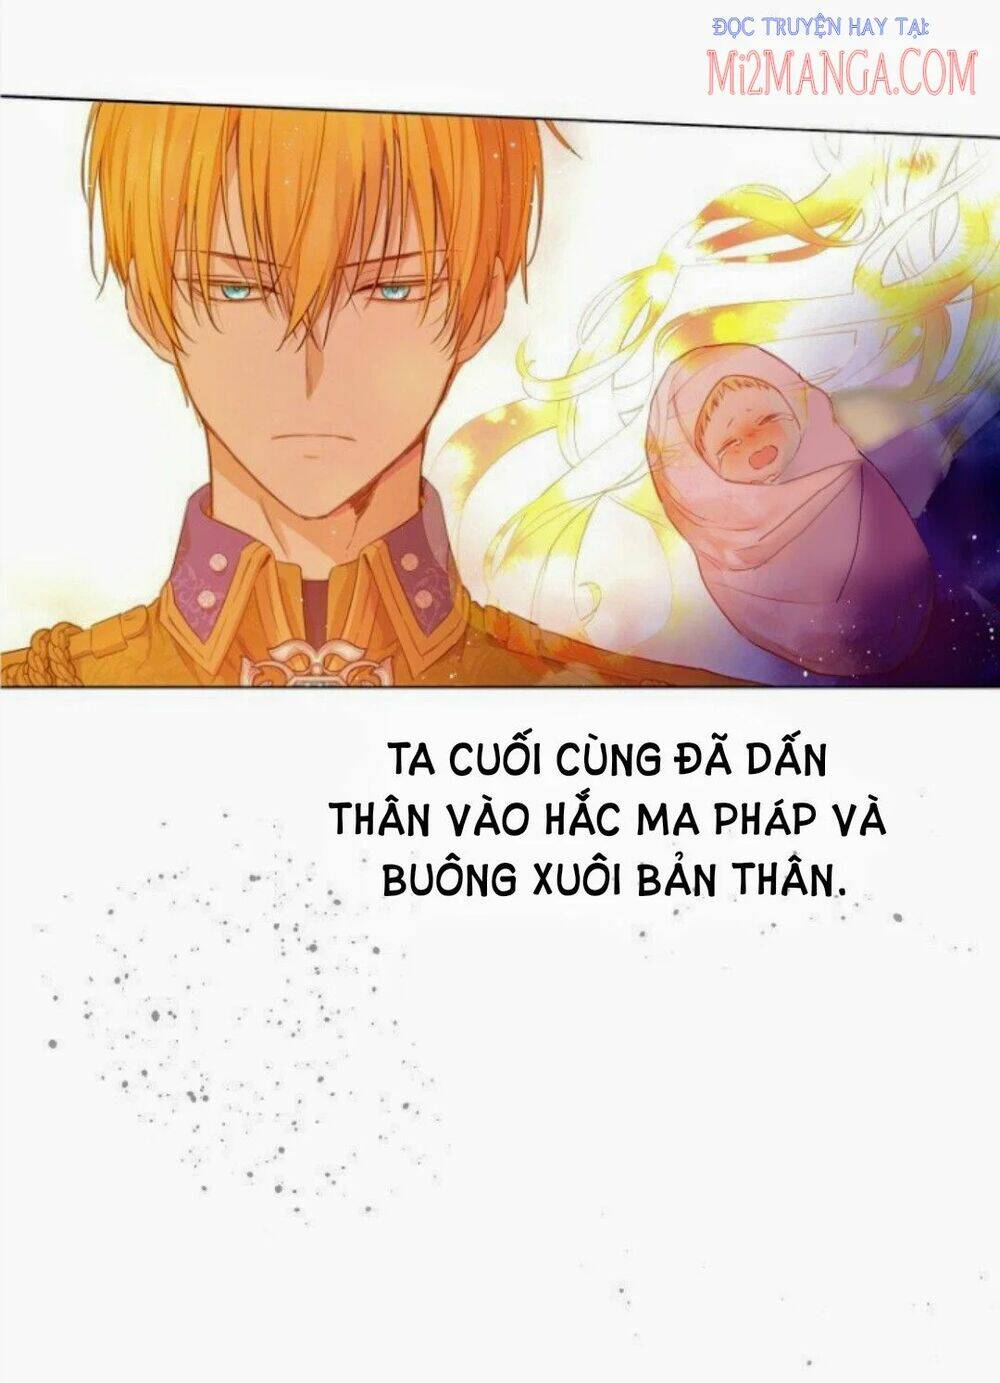 ĐỌC TRUYỆN HAY TẠI:
MI2MANGA.COM
TA CUỐI CÙNG ĐÃ DẤN
THÂN VÀO HẮC MA PHÁP VÀ
BUÔNG XUÔI BẢN THÂN.